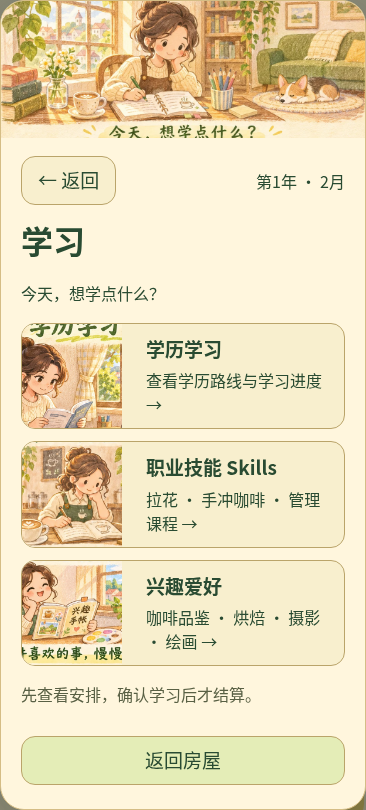 今天，想学点什么？
← 返回
第1年 · 2月
学习
今天，想学点什么？
学历学习
学历学习
查看学历路线与学习进度
→
职业技能 Skills
拉花 · 手冲咖啡 · 管理
课程 →
兴趣
手帐
喜欢的事，慢慢
兴趣爱好
咖啡品鉴 · 烘焙 · 摄影
· 绘画 →
先查看安排，确认学习后才结算。
返回房屋